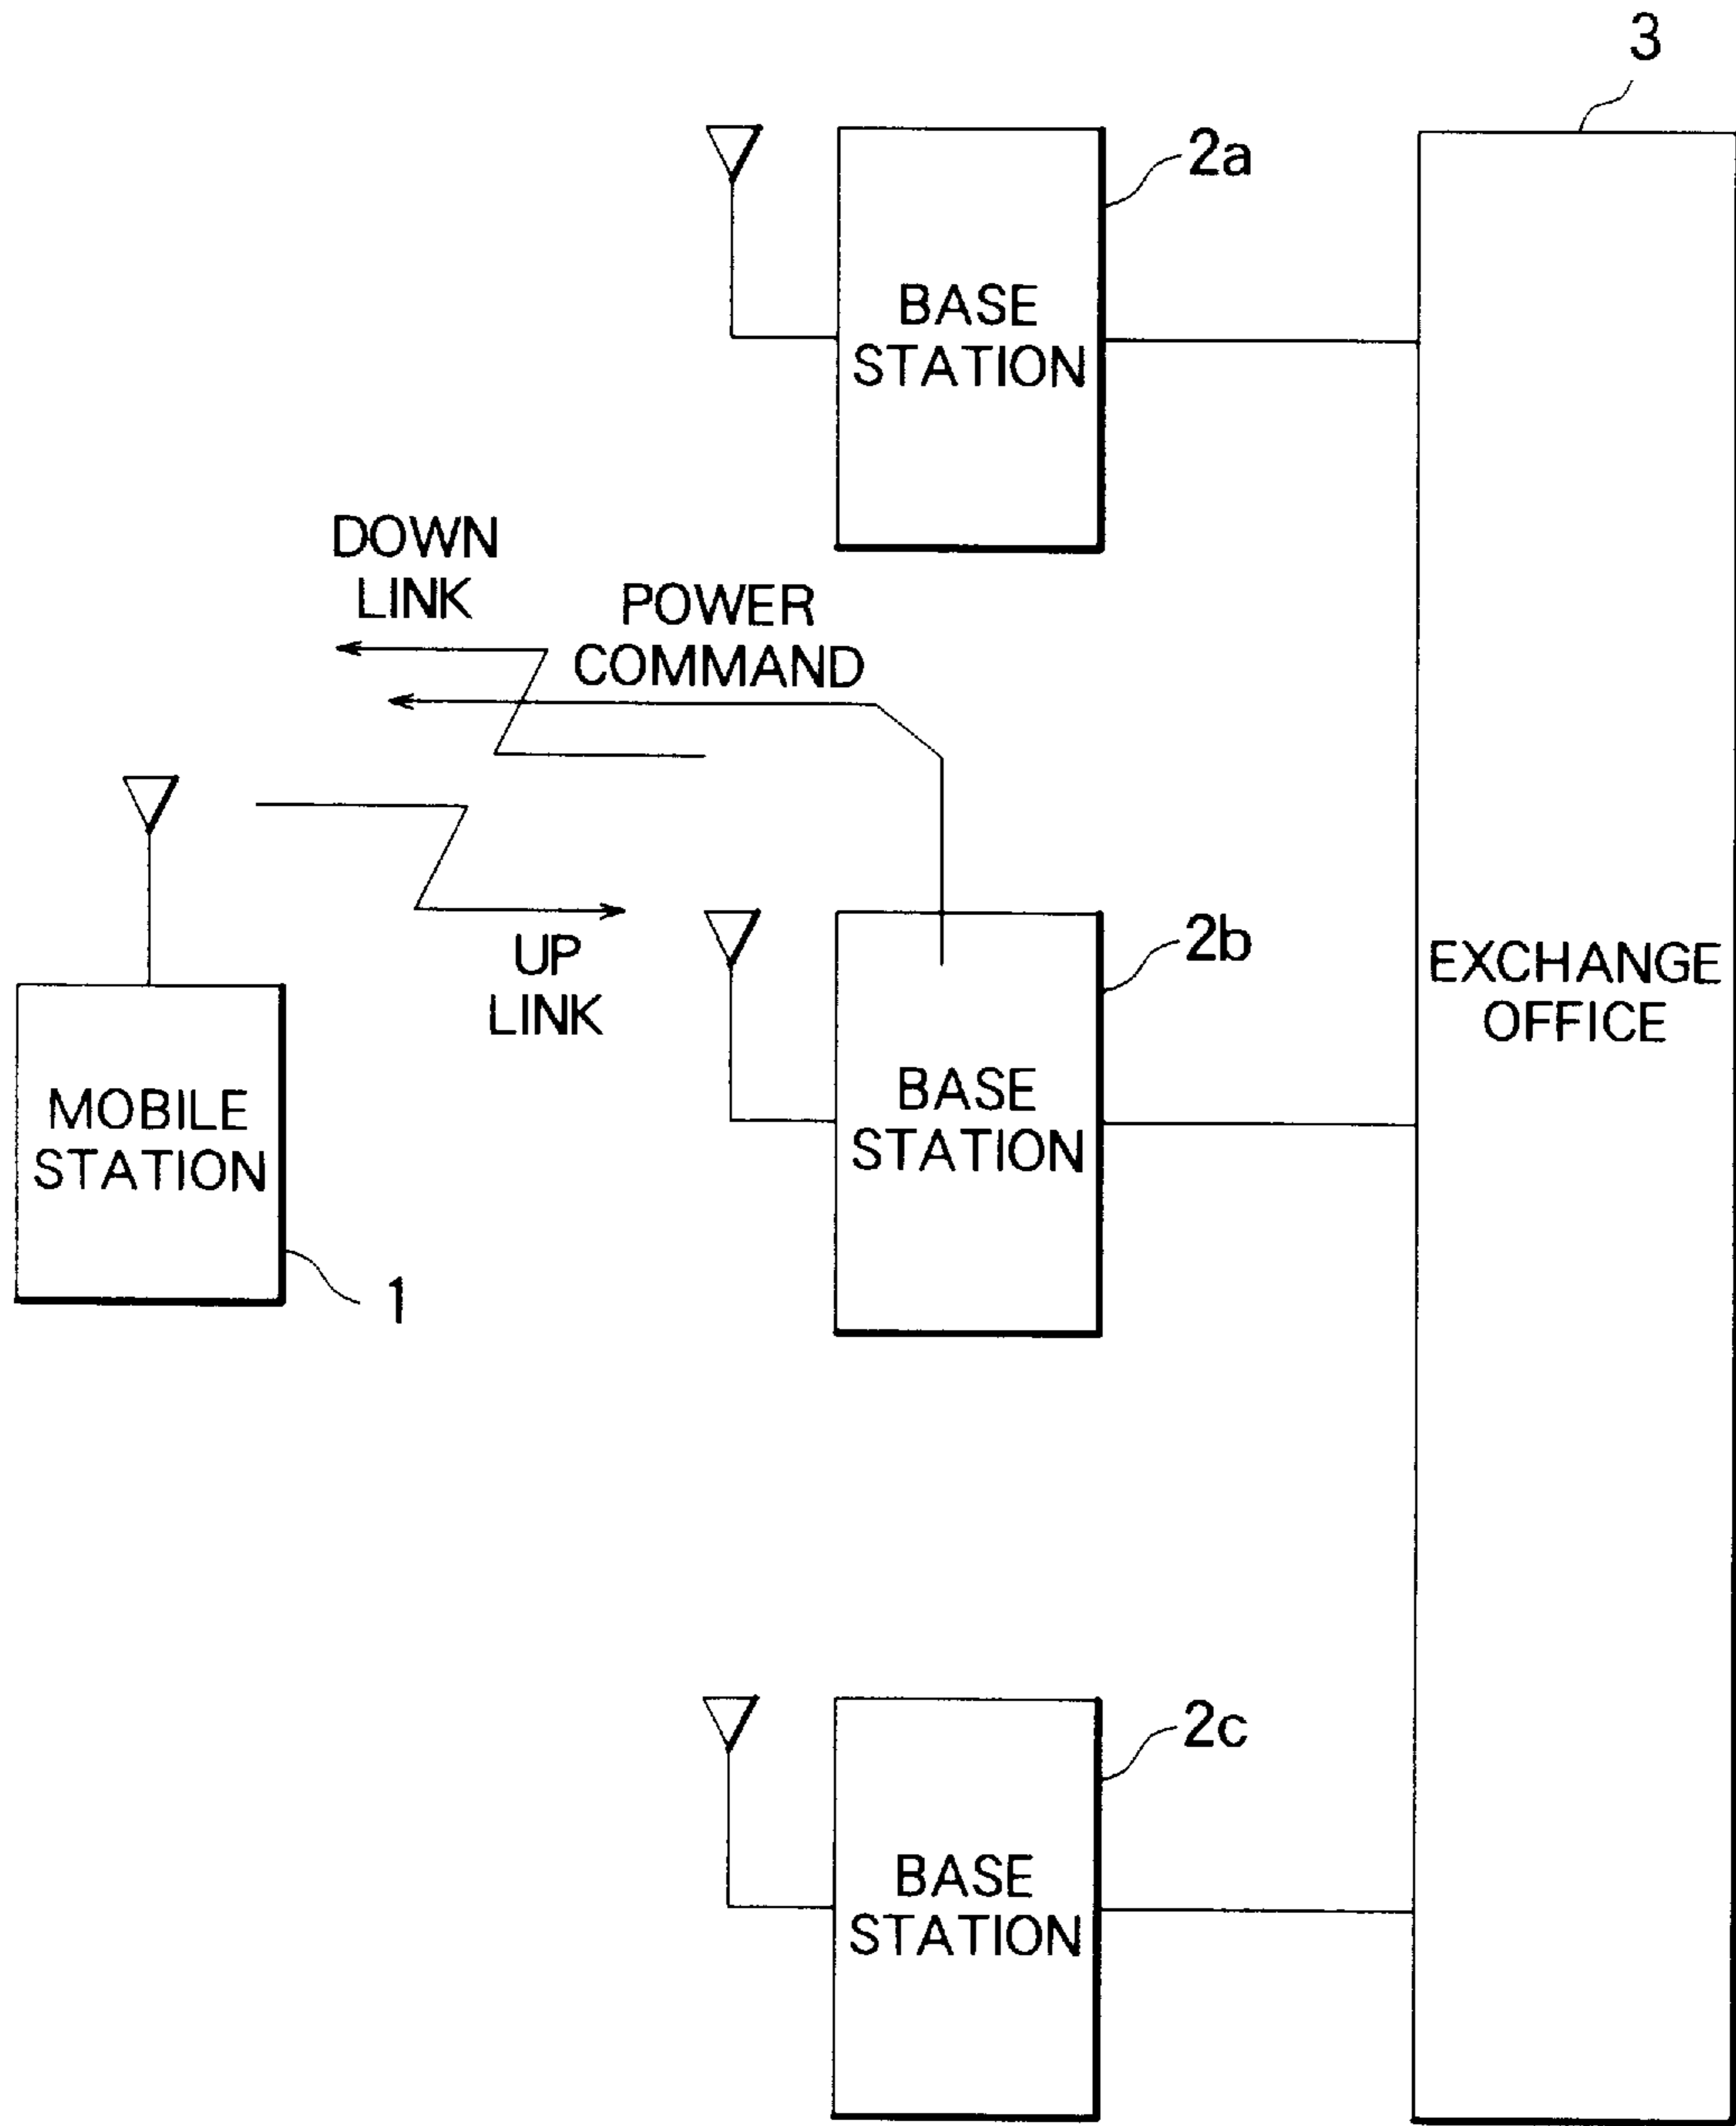 3
2a
BASE
STATION
DOWN
LINK
POWER
COMMAND
UP
LINK
2b
EXCHANGE
OFFICE
MOBILE
STATION
BASE
STATION
1
2c
BASE
STATION